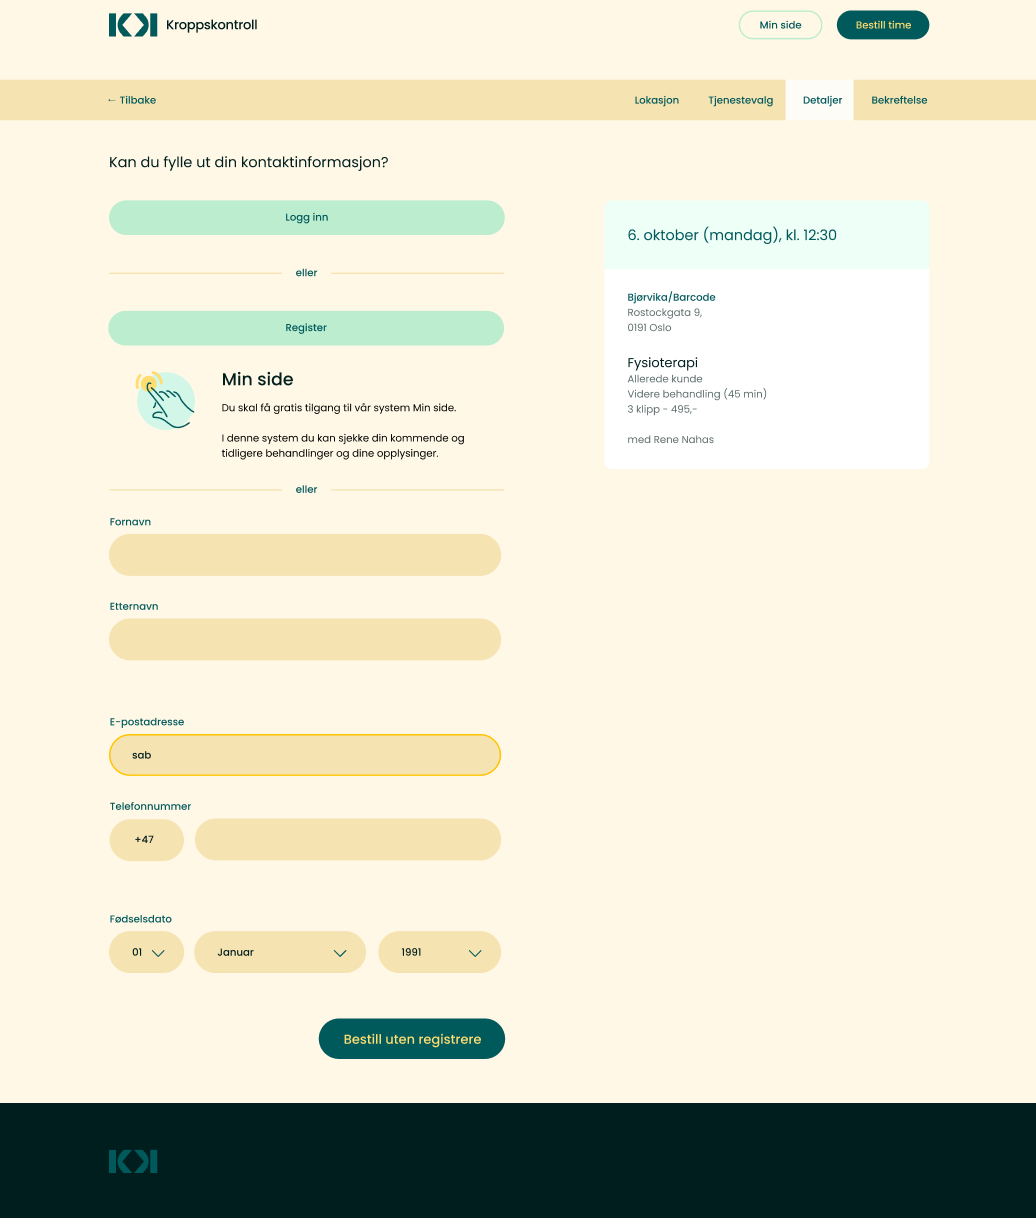 Kroppskontroll
Min side
Bestill time
← Tilbake
Lokasjon
Tjenestevalg
Detaljer
Bekreftelse
Kan du fylle ut din kontaktinformasjon?
Logg inn
eller
Register
Min side
Du skal få gratis tilgang til vår system Min side.
I denne system du kan sjekke din kommende og
tidligere behandlinger og dine opplysinger.
eller
Fornavn
Etternavn
E-postadresse
sab
Telefonnummer
+47
Fødselsdato
01
Januar
1991
Bestill uten registrere
6. oktober (mandag), kl. 12:30
Bjørvika/Barcode
Rostockgata 9,
0191 Oslo
Fysioterapi
Allerede kunde
Videre behandling (45 min)
3 klipp - 495,-
med Rene Nahas